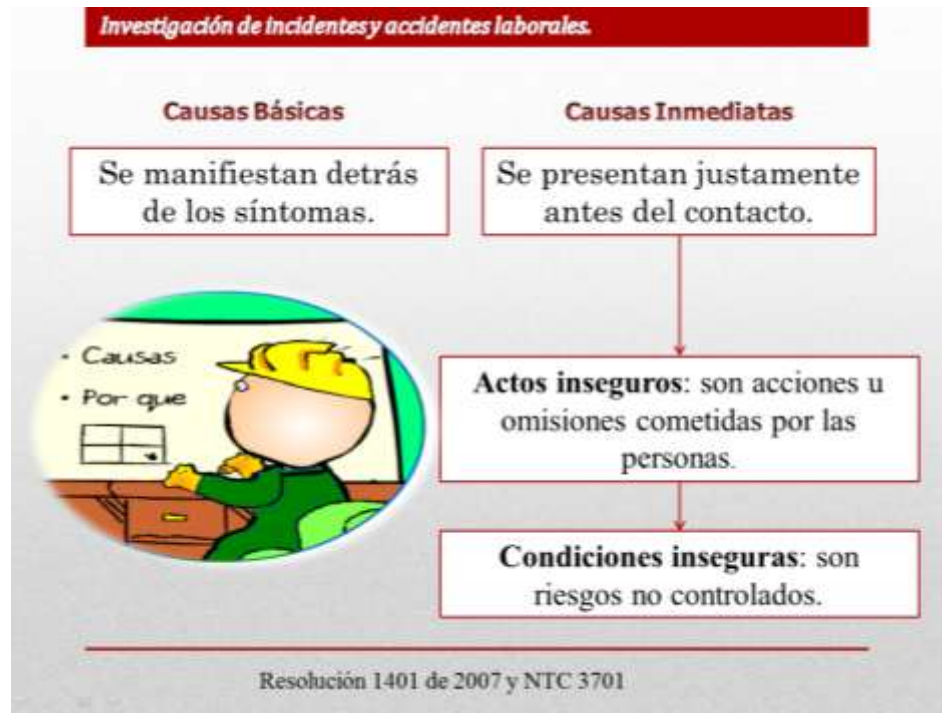 Investigación de incidentes y accidentes laborales.
Causas Básicas
Se manifiestan detrás
de los síntomas.
Causas Inmediatas
Se presentan justamente
antes del contacto.
• Causas
• Por que
Actos inseguros: son acciones u
omisiones cometidas por las
personas.
Condiciones inseguras: son
riesgos no controlados.
Resolución 1401 de 2007 y NTC 3701